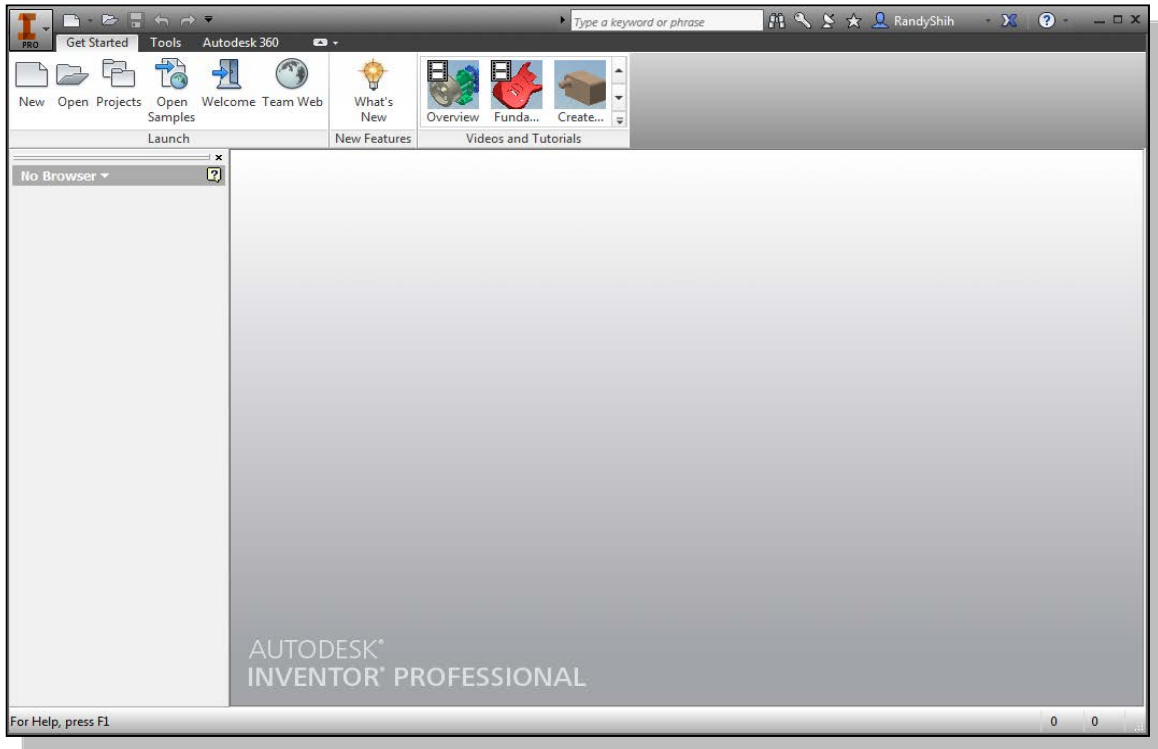 Type a keyword or phrase
RandyShih
PRO
Get Started Tools Autodesk 360
New Open Projects Open Samples Welcome Team Web
What's New
Overview Funda... Create...
Launch New Features Videos and Tutorials
No Browser
AUTODESK®
INVENTOR® PROFESSIONAL
For Help, press F1 0 0